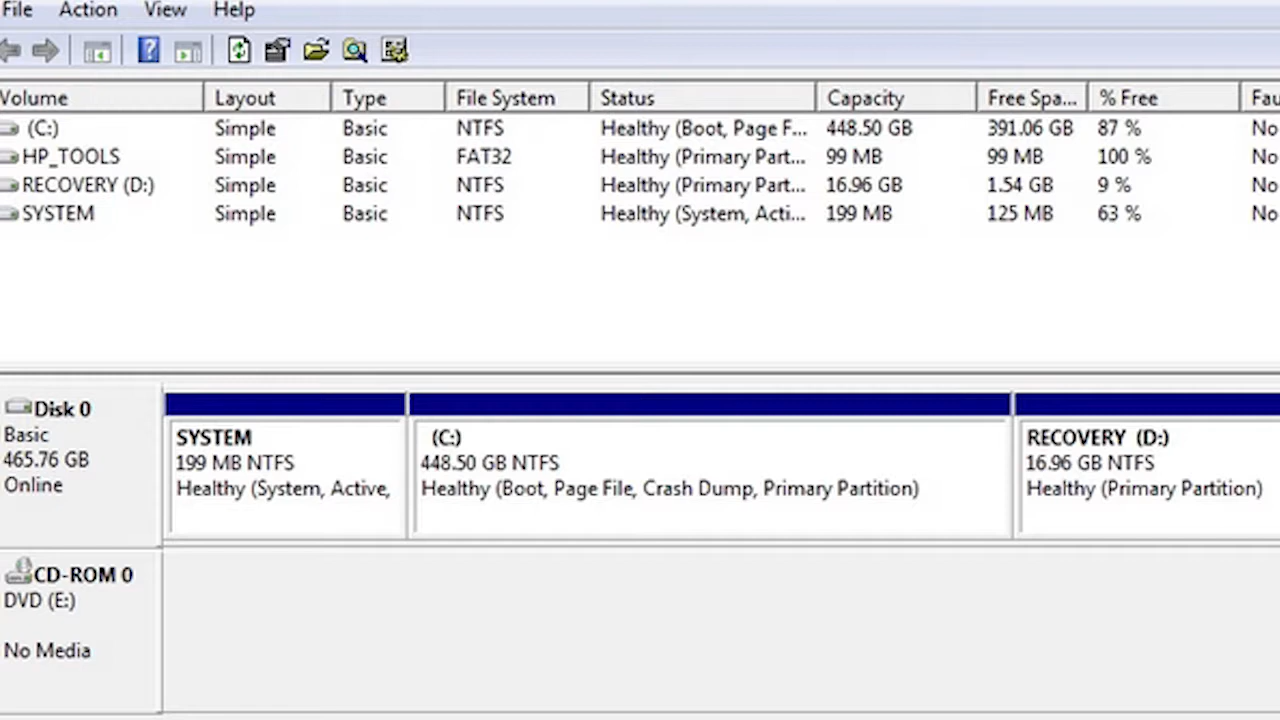 File Action View Help
Volume Layout Type File System Status Capacity Free Spa... % Free Fau
(C:) Simple Basic NTFS Healthy (Boot, Page F... 448.50 GB 391.06 GB 87 % No
HP_TOOLS Simple Basic FAT32 Healthy (Primary Part... 99 MB 99 MB 100 % No
RECOVERY (D:) Simple Basic NTFS Healthy (Primary Part... 16.96 GB 1.54 GB 9 % No
SYSTEM Simple Basic NTFS Healthy (System, Acti... 199 MB 125 MB 63 % No
Disk 0
Basic
465.76 GB
Online
SYSTEM
199 MB NTFS
Healthy (System, Active,
(C:)
448.50 GB NTFS
Healthy (Boot, Page File, Crash Dump, Primary Partition)
RECOVERY (D:)
16.96 GB NTFS
Healthy (Primary Partition)
CD-ROM 0
DVD (E:)
No Media